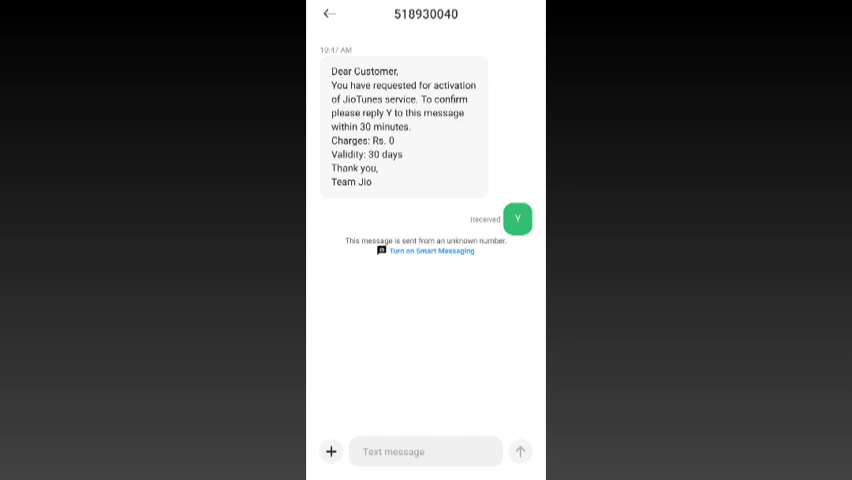 518930040
10:47 AM
Dear Customer,
You have requested for activation
of JioTunes service. To confirm
please reply Y to this message
within 30 minutes.
Charges: Rs. 0
Validity: 30 days
Thank you,
Team Jio
Received Y
This message is sent from an unknown number.
Turn on Smart Messaging
Text message